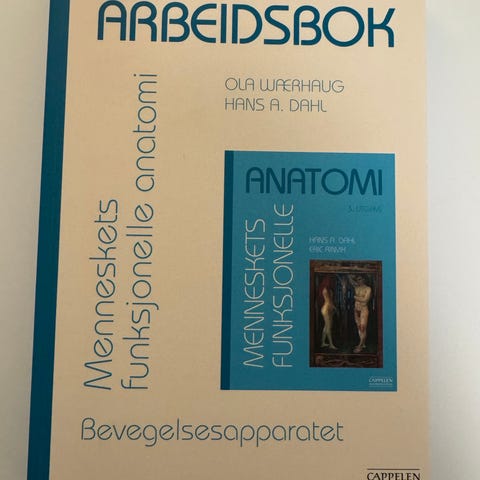 ARBEIDSBOK
OLA WÆRHAUG
HANS A. DAHL
Menneskets
funksjonelle anatomi
ANATOMI
3. UTGAVE
MENNESKETS
FUNKSJONELLE
HANS A. DAHL
ERIC RINVIK
CAPPELEN
Bevegelsesapparatet
CAPPELEN